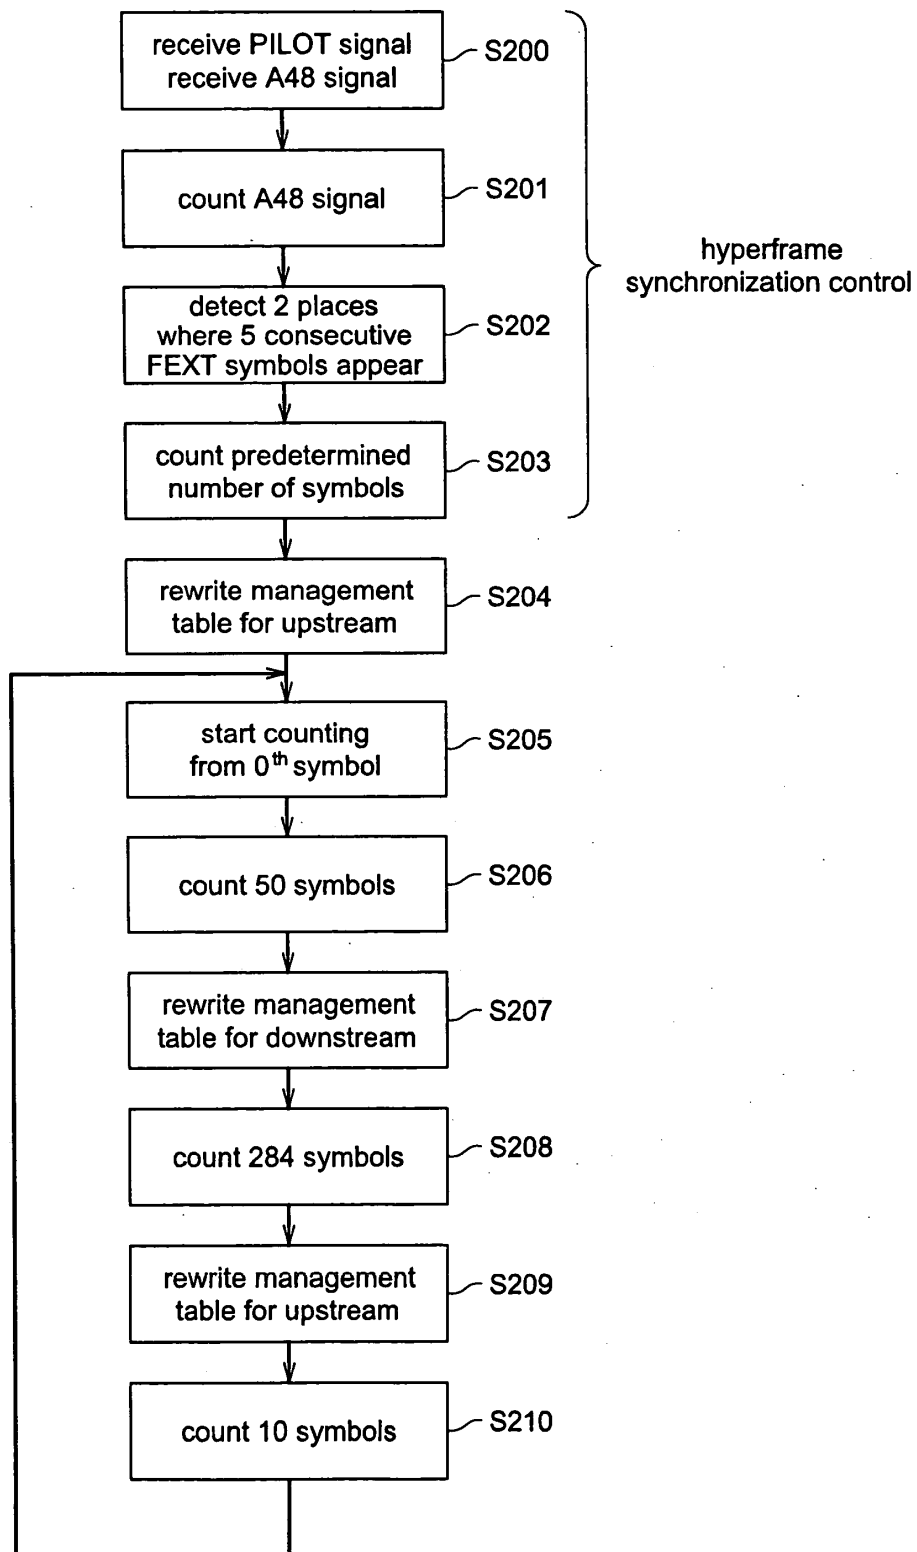 receive PILOT signal
receive A48 signal
S200
count A48 signal
S201
detect 2 places
where 5 consecutive
FEXT symbols appear
S202
count predetermined
number of symbols
S203
hyperframe
synchronization control
rewrite management
table for upstream
S204
start counting
from 0th symbol
S205
count 50 symbols
S206
rewrite management
table for downstream
S207
count 284 symbols
S208
rewrite management
table for upstream
S209
count 10 symbols
S210